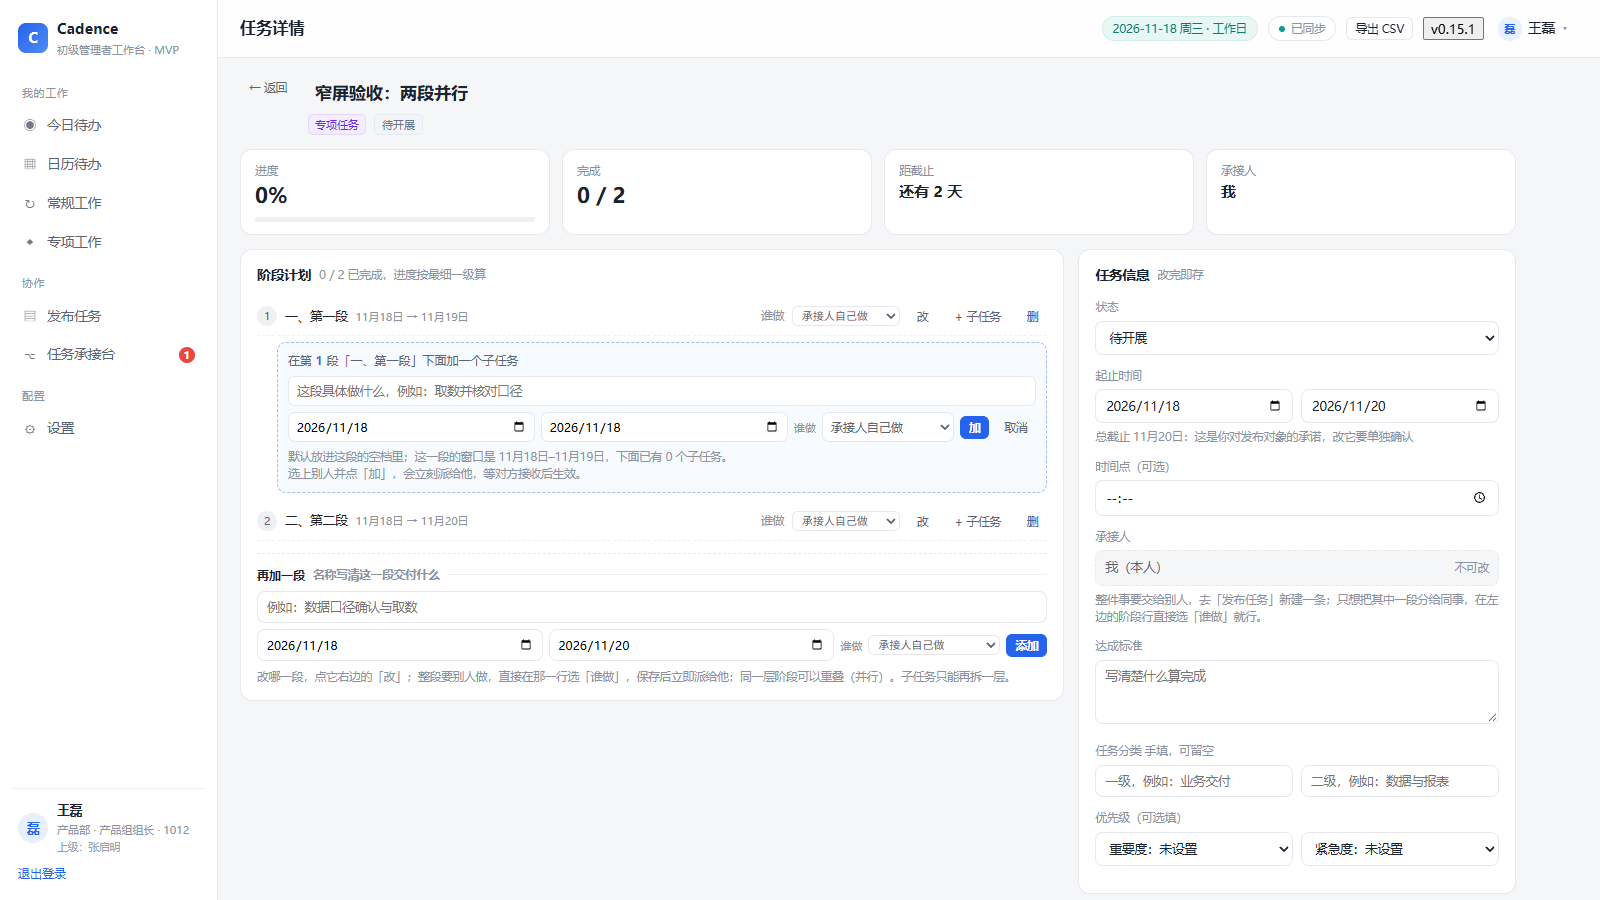 C
Cadence
初级管理者工作台 · MVP
我的工作
今日待办
日历待办
常规工作
专项工作
协作
发布任务
任务承接台
1
配置
设置
磊
王磊
产品部 · 产品组组长 · 1012
上级：张启明
退出登录
任务详情
2026-11-18 周三 · 工作日
已同步
导出 CSV
v0.15.1
磊 王磊
← 返回
窄屏验收：两段并行
专项任务 待开展
进度
0%
完成
0 / 2
距截止
还有 2 天
承接人
我
阶段计划 0 / 2 已完成，进度按最细一级算
1 一、第一段 11月18日 → 11月19日 谁做 承接人自己做 改 + 子任务 删
在第 1 段「一、第一段」下面加一个子任务
这段具体做什么，例如：取数并核对口径
2026/11/18 2026/11/18 谁做 承接人自己做 加 取消
默认放进这段的空档里；这一段的窗口是 11月18日–11月19日，下面已有 0 个子任务。
选上别人并点「加」，会立刻派给他，等对方接收后生效。
2 二、第二段 11月18日 → 11月20日 谁做 承接人自己做 改 + 子任务 删
再加一段 名称写清这一段交付什么
例如：数据口径确认与取数
2026/11/18 2026/11/20 谁做 承接人自己做 添加
改哪一段，点它右边的「改」；整段要别人做，直接在那一行选「谁做」，保存后立即派给他；同一层阶段可以重叠（并行）。子任务只能再拆一层。
任务信息 改完即存
状态
待开展
起止时间
2026/11/18 2026/11/20
总截止 11月20日：这是你对发布对象的承诺，改它要单独确认
时间点（可选）
--:--
承接人
我（本人） 不可改
整件事要交给别人，去「发布任务」新建一条；只想把其中一段分给同事，在左
边的阶段行直接选「谁做」就行。
达成标准
写清楚什么算完成
任务分类 手填，可留空
一级，例如：业务交付 二级，例如：数据与报表
优先级（可选填）
重要度：未设置 紧急度：未设置